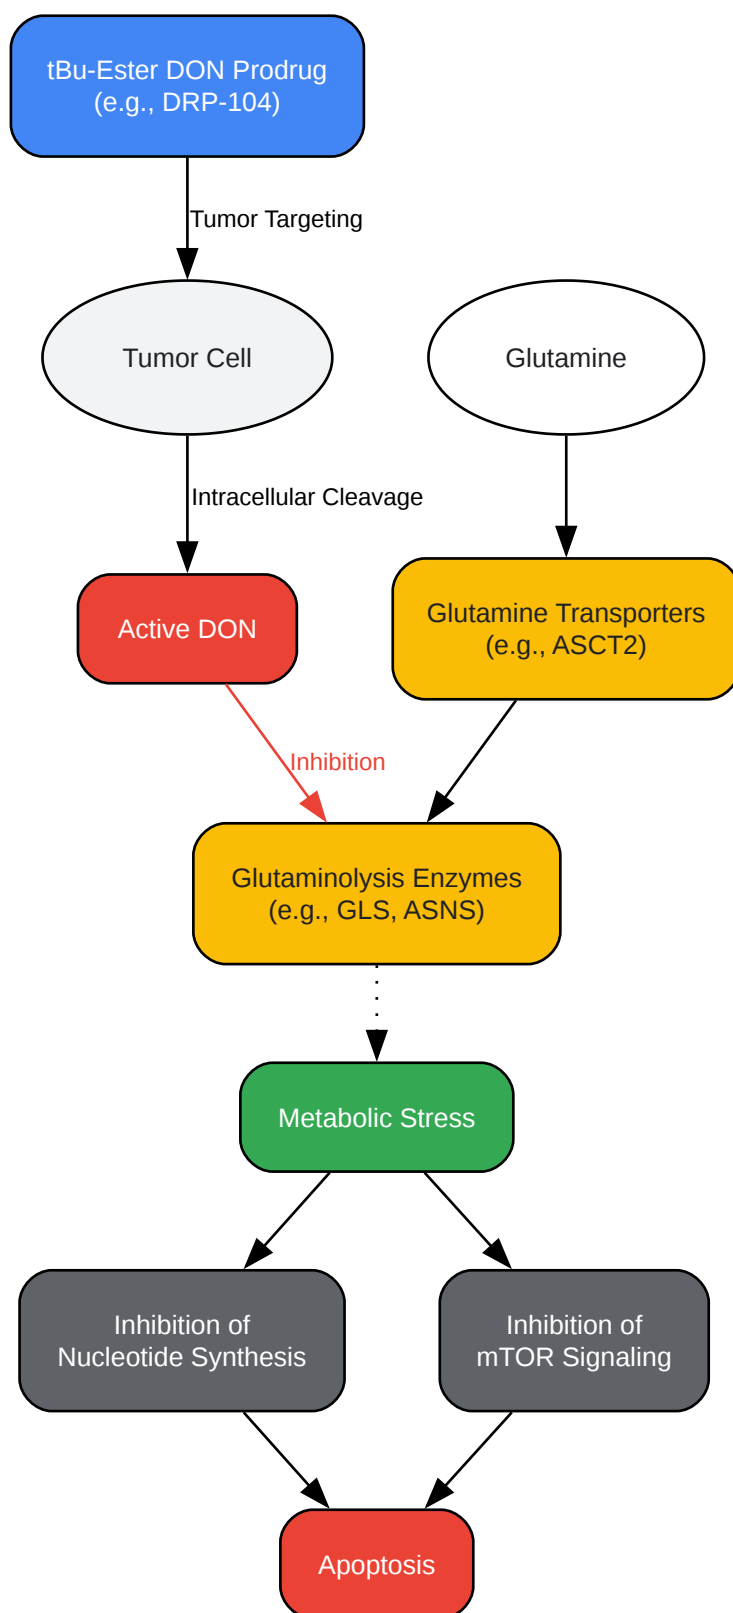 tBu-Ester DON Prodrug
(e.g., DRP-104)
Tumor Targeting
Tumor Cell
Glutamine
Intracellular Cleavage
Active DON
Glutamine Transporters
(e.g., ASCT2)
Inhibition
Glutaminolysis Enzymes
(e.g., GLS, ASNS)
Metabolic Stress
Inhibition of
Nucleotide Synthesis
Inhibition of
mTOR Signaling
Apoptosis